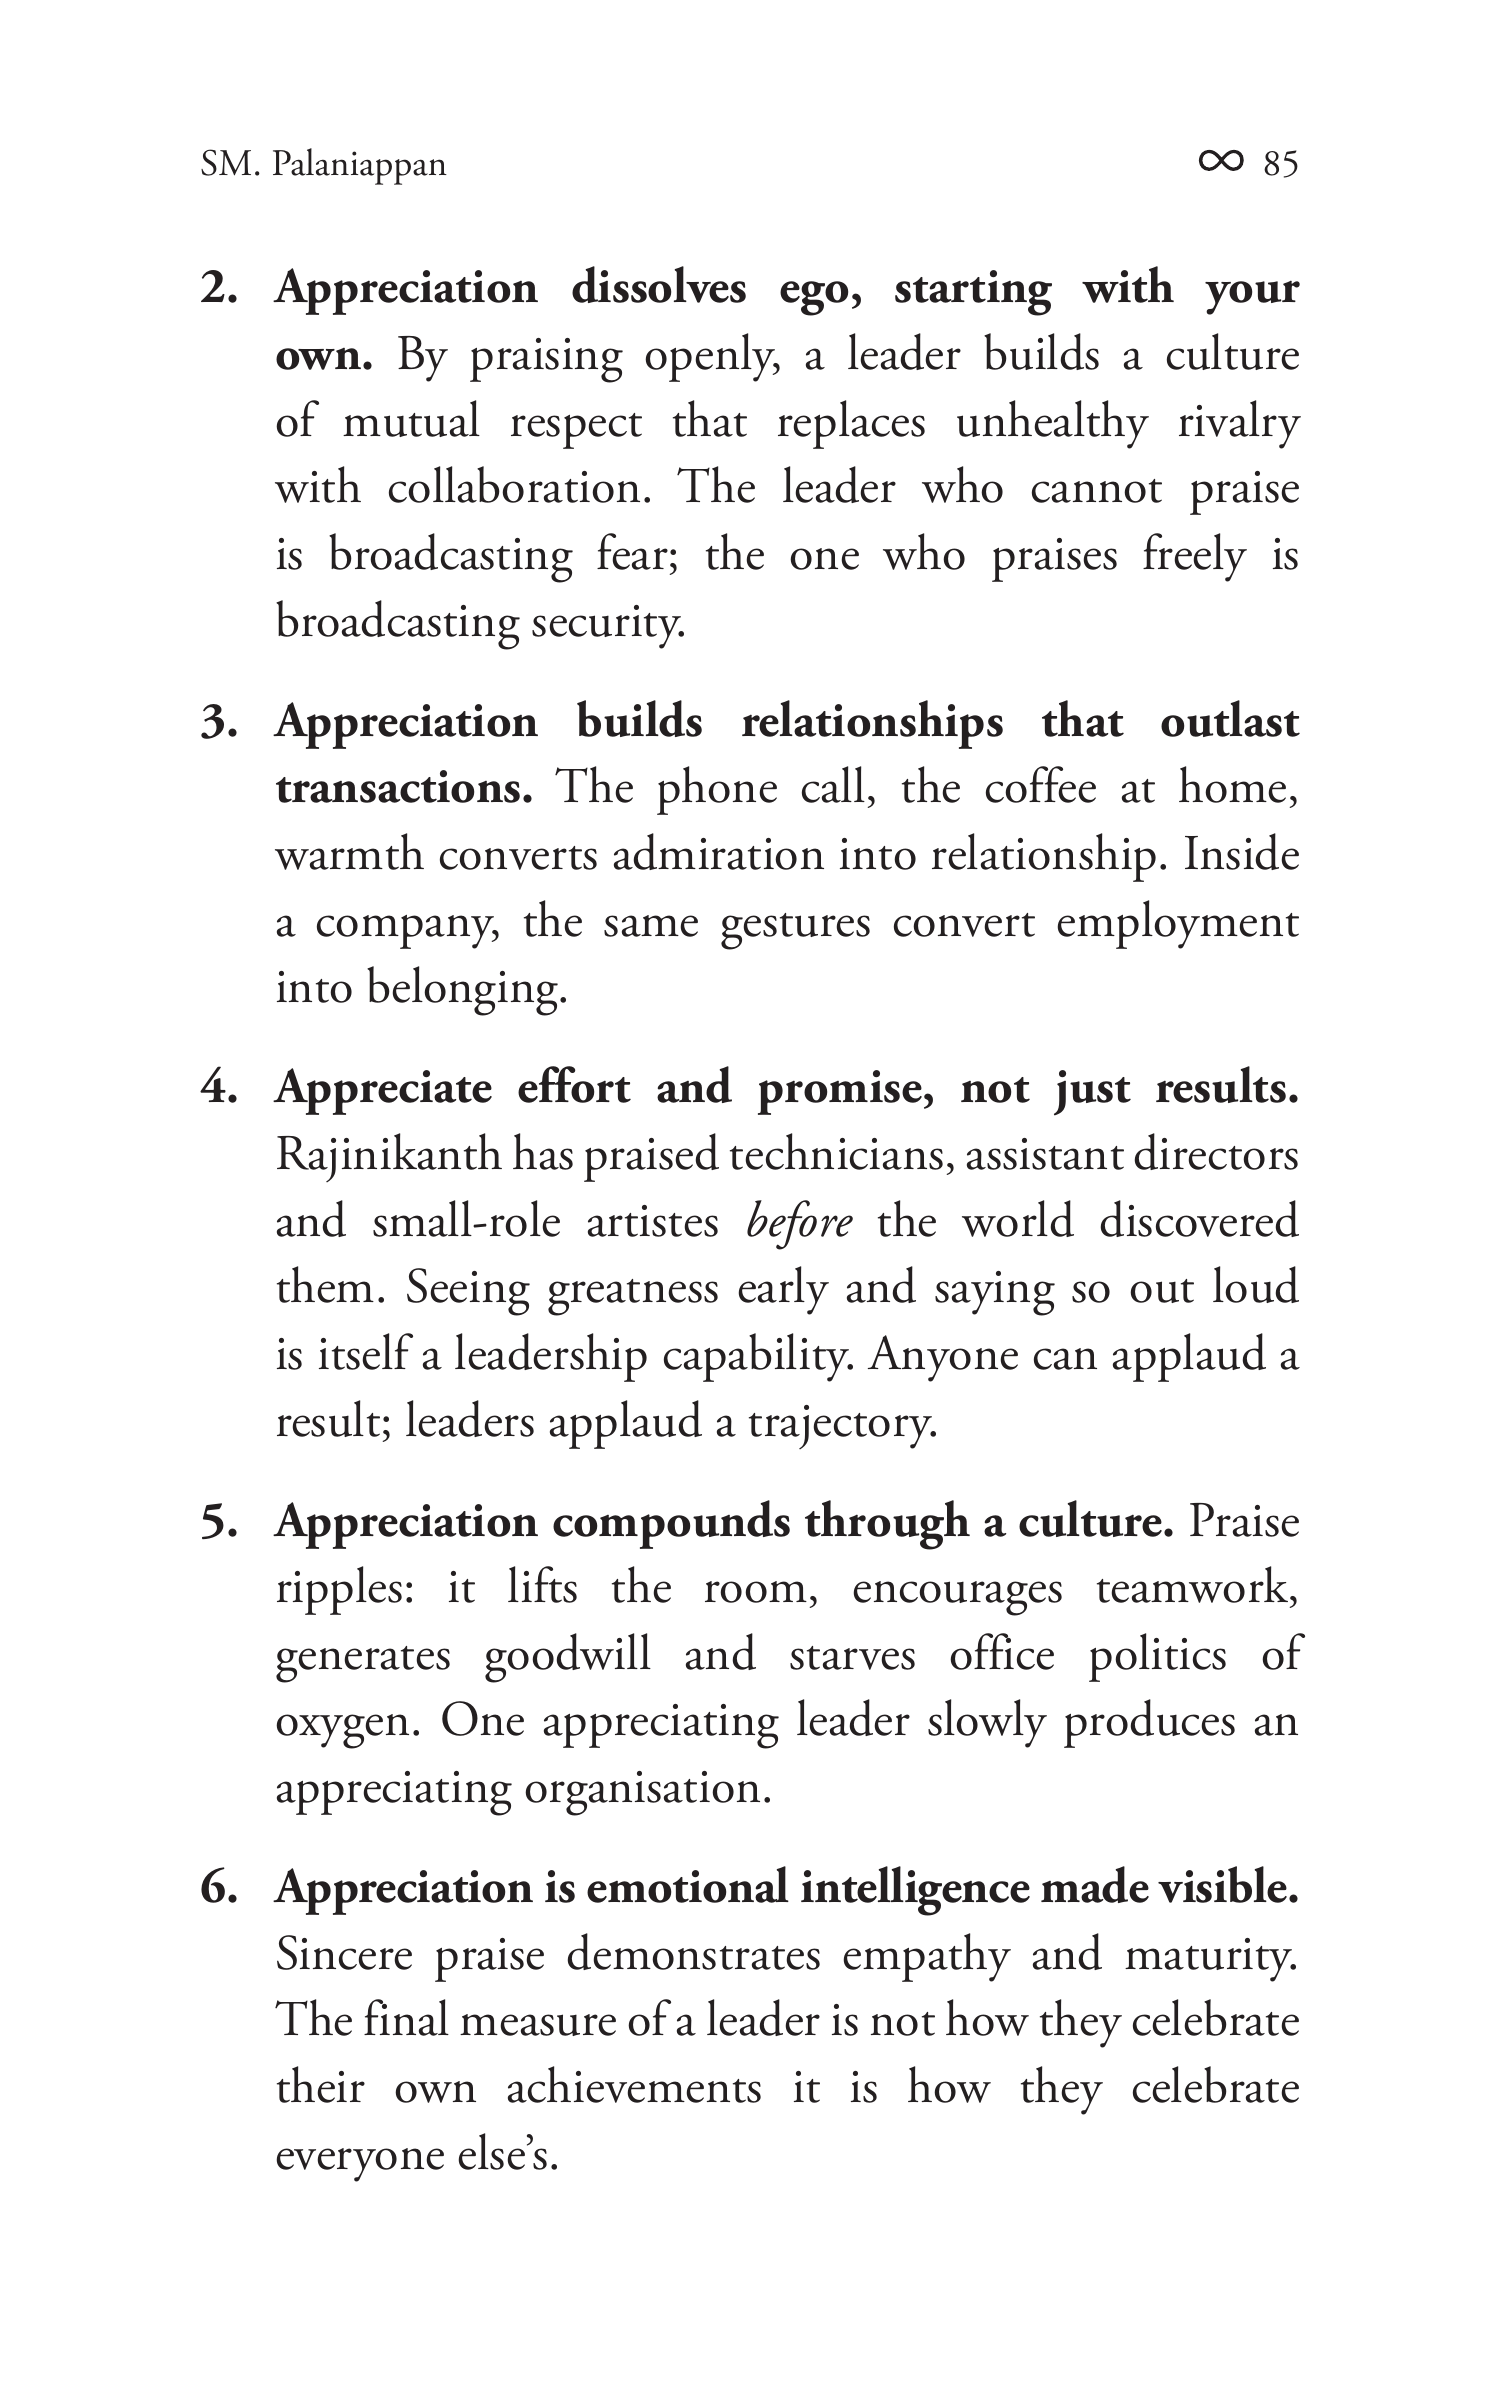 SM. Palaniappan ∞ 85
2. Appreciation dissolves ego, starting with your
own. By praising openly, a leader builds a culture
of mutual respect that replaces unhealthy rivalry
with collaboration. The leader who cannot praise
is broadcasting fear; the one who praises freely is
broadcasting security.
3. Appreciation builds relationships that outlast
transactions. The phone call, the coffee at home,
warmth converts admiration into relationship. Inside
a company, the same gestures convert employment
into belonging.
4. Appreciate effort and promise, not just results.
Rajinikanth has praised technicians, assistant directors
and small-role artistes before the world discovered
them. Seeing greatness early and saying so out loud
is itself a leadership capability. Anyone can applaud a
result; leaders applaud a trajectory.
5. Appreciation compounds through a culture. Praise
ripples: it lifts the room, encourages teamwork,
generates goodwill and starves office politics of
oxygen. One appreciating leader slowly produces an
appreciating organisation.
6. Appreciation is emotional intelligence made visible.
Sincere praise demonstrates empathy and maturity.
The final measure of a leader is not how they celebrate
their own achievements it is how they celebrate
everyone else’s.